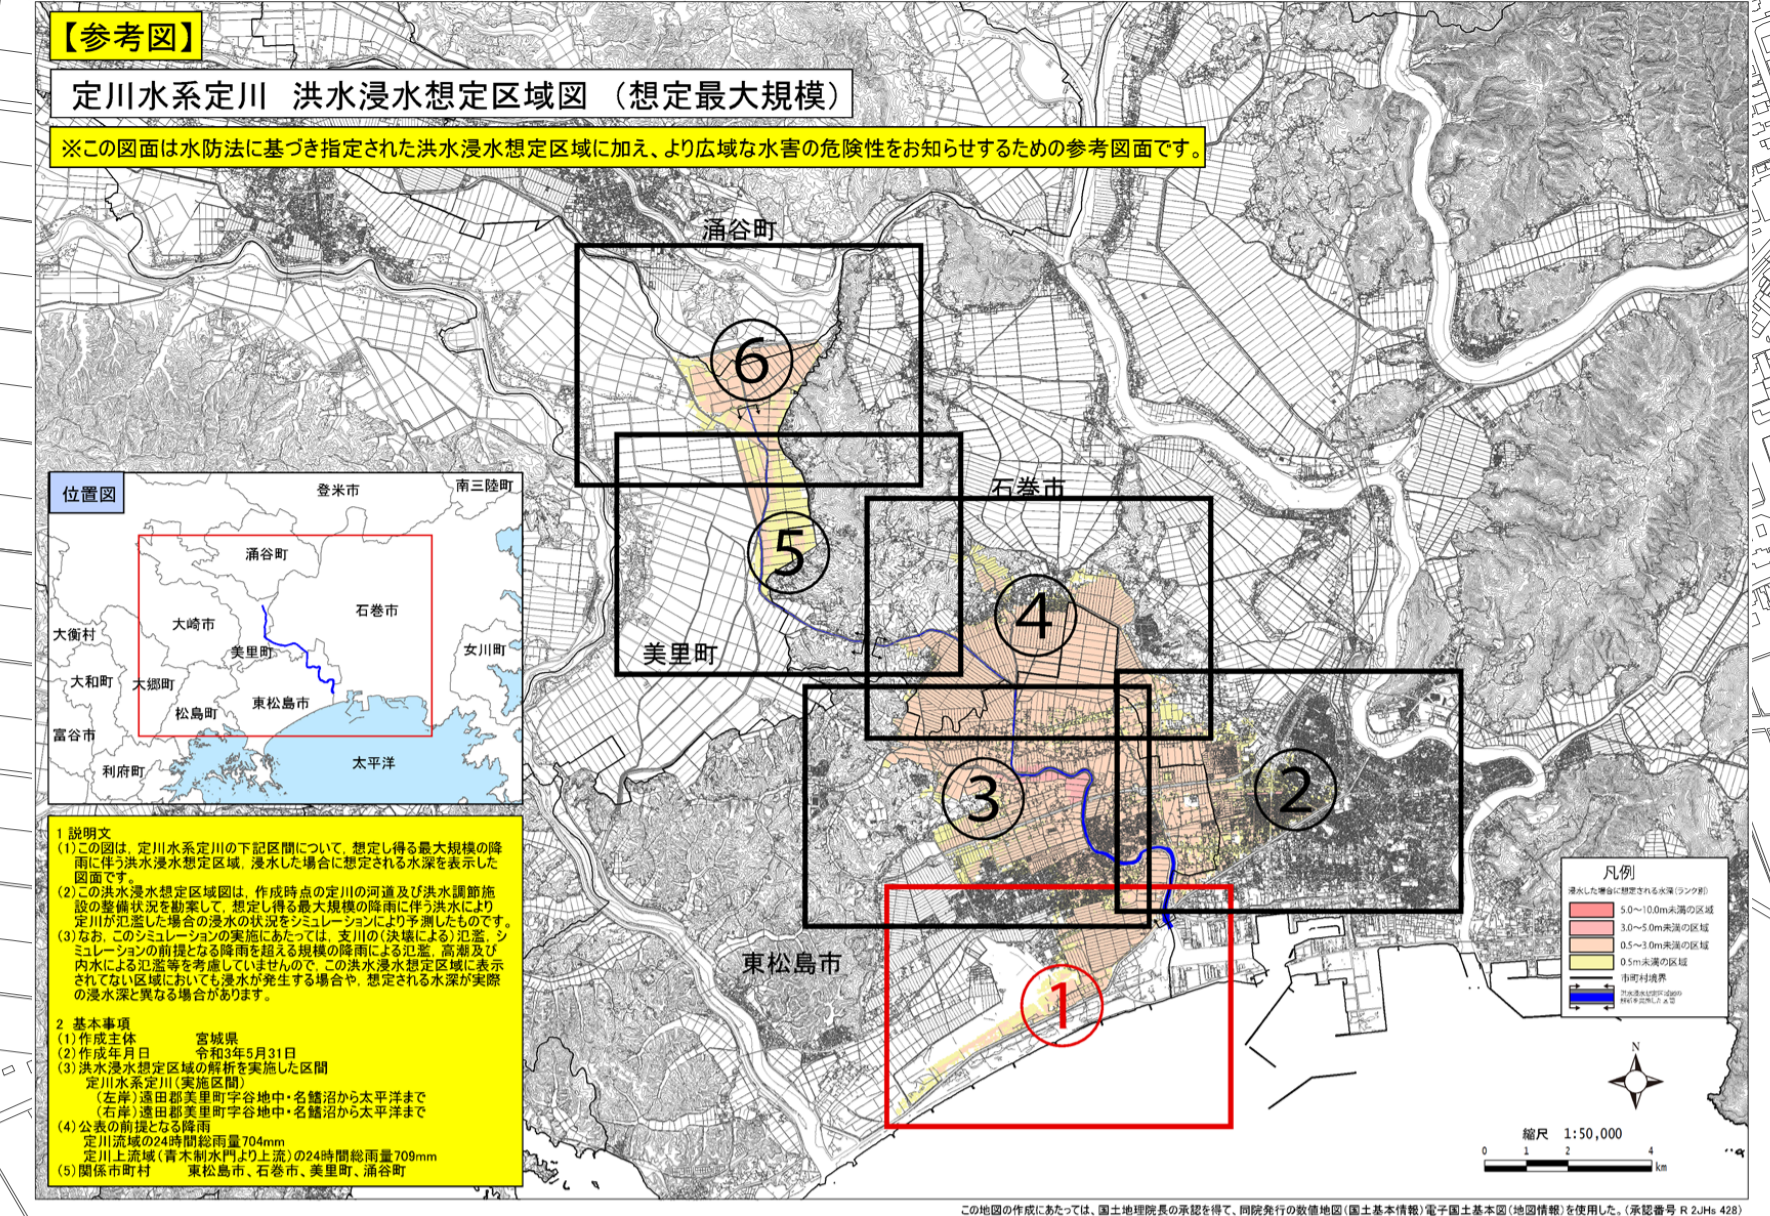 【参考図】
定川水系定川 洪水浸水想定区域図 (想定最大規模)
※この図面は水防法に基づき指定された洪水浸水想定区域に加え、より広域な水害の危険性をお知らせするための参考図面です。
涌谷町
⑥
石巻市
⑤
④
美里町
③
②
東松島市
①
位置図
登米市
南三陸町
涌谷町
石巻市
大崎市
大衡村
美里町
女川町
大和町
大郷町
東松島市
松島町
富谷市
利府町
太平洋
1 説明文
(1)この図は、定川水系定川の下記区間について、想定し得る最大規模の降
雨に伴う洪水浸水想定区域、浸水した場合に想定される水深を表示した
図面です。
(2)この洪水浸水想定区域図は、作成時点の定川の河道及び洪水調節施
設の整備状況を勘案して、想定し得る最大規模の降雨に伴う洪水により
定川が氾濫した場合の浸水の状況をシミュレーションにより予測したものです。
(3)なお、このシミュレーションの実施にあたっては、支川の(決壊による)氾濫、シ
ミュレーションの前提となる降雨を超える規模の降雨による氾濫、高潮及び
内水による氾濫等を考慮していませんので、この洪水浸水想定区域に表示
されてない区域においても浸水が発生する場合や、想定される水深が実際
の浸水深と異なる場合があります。
2 基本事項
(1)作成主体 宮城県
(2)作成年月日 令和3年5月31日
(3)洪水浸水想定区域の解析を実施した区間
定川水系定川(実施区間)
(左岸)遠田郡美里町字谷地中・名鰭沼から太平洋まで
(右岸)遠田郡美里町字谷地中・名鰭沼から太平洋まで
(4)公表の前提となる降雨
定川流域の24時間総雨量704mm
定川上流域(青木制水門より上流)の24時間総雨量709mm
(5)関係市町村 東松島市、石巻市、美里町、涌谷町
凡例
浸水した場合に想定される水深(ランク別)
5.0〜10.0m未満の区域
3.0〜5.0m未満の区域
0.5〜3.0m未満の区域
0.5m未満の区域
市町村境界
N
縮尺 1:50,000
0 1 2 4
km
この地図の作成にあたっては、国土地理院長の承認を得て、同院発行の数値地図(国土基本情報)電子国土基本図(地図情報)を使用した。(承認番号 R 2JHs 428)